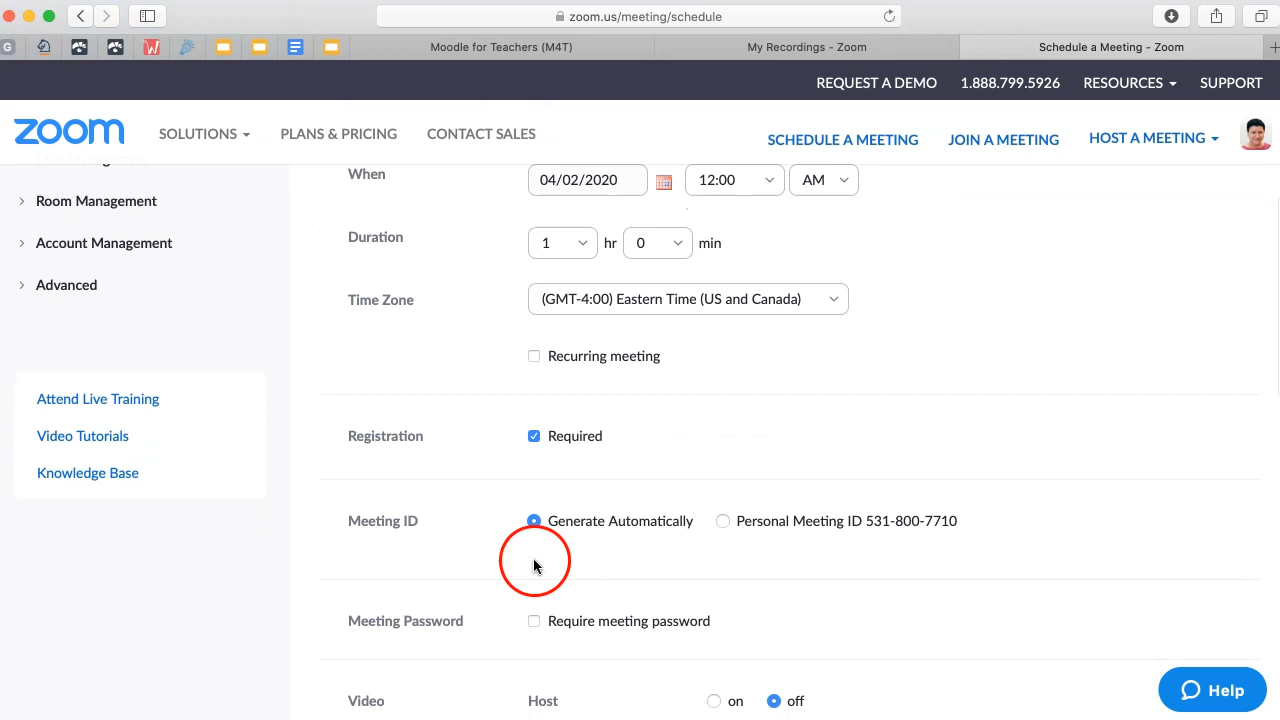 zoom.us/meeting/schedule
G
W
Moodle for Teachers (M4T)
My Recordings - Zoom
Schedule a Meeting - Zoom
REQUEST A DEMO
1.888.799.5926
RESOURCES
SUPPORT
zoom
SOLUTIONS
PLANS & PRICING
CONTACT SALES
SCHEDULE A MEETING
JOIN A MEETING
HOST A MEETING
Room Management
Account Management
Advanced
Attend Live Training
Video Tutorials
Knowledge Base
When
04/02/2020
12:00
AM
Duration
1
hr
0
min
Time Zone
(GMT-4:00) Eastern Time (US and Canada)
Recurring meeting
Registration
Required
Meeting ID
Generate Automatically
Personal Meeting ID 531-800-7710
Meeting Password
Require meeting password
Video
Host
on
off
Help